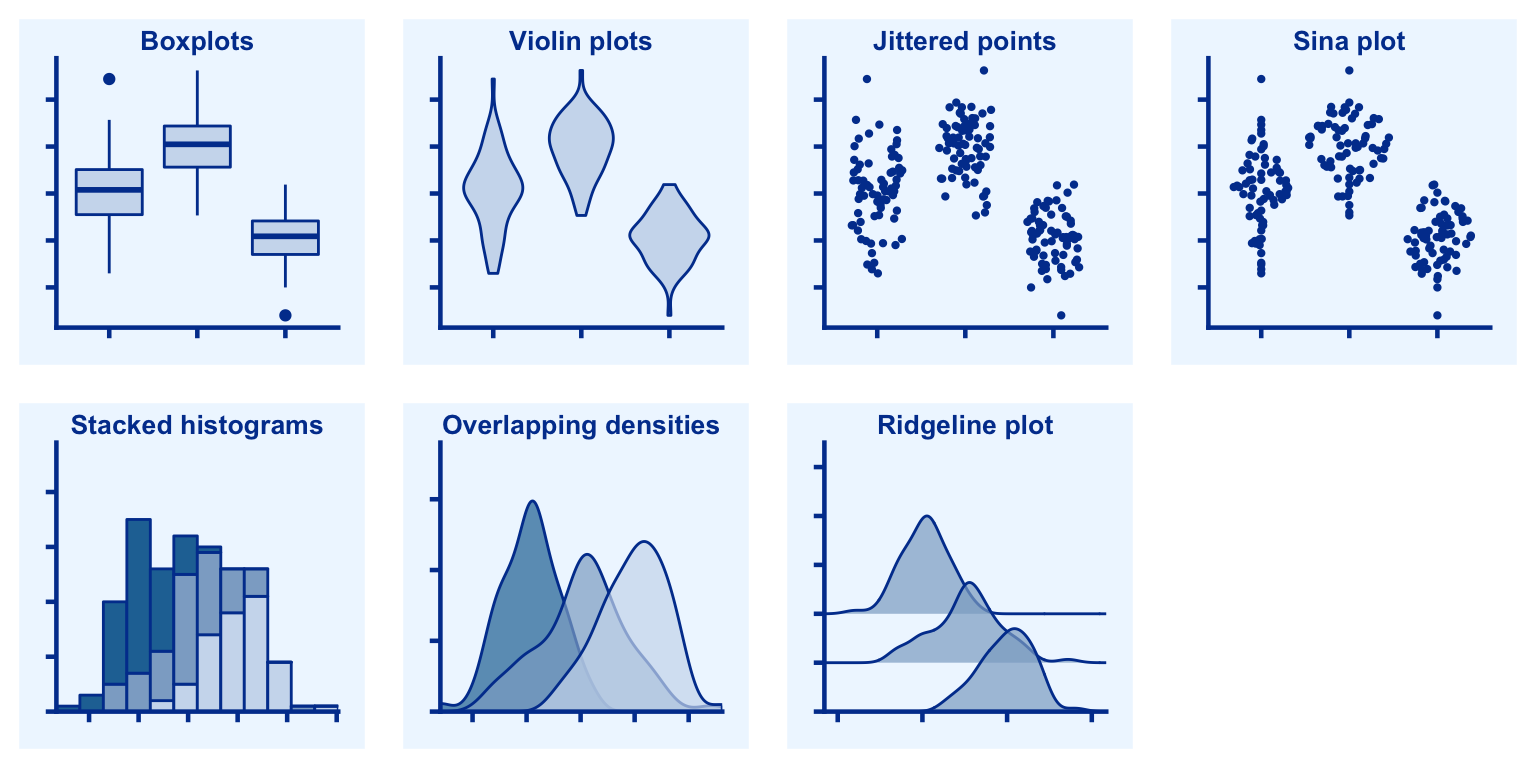 Boxplots
Violin plots
Jittered points
Sina plot
Stacked histograms
Overlapping densities
Ridgeline plot